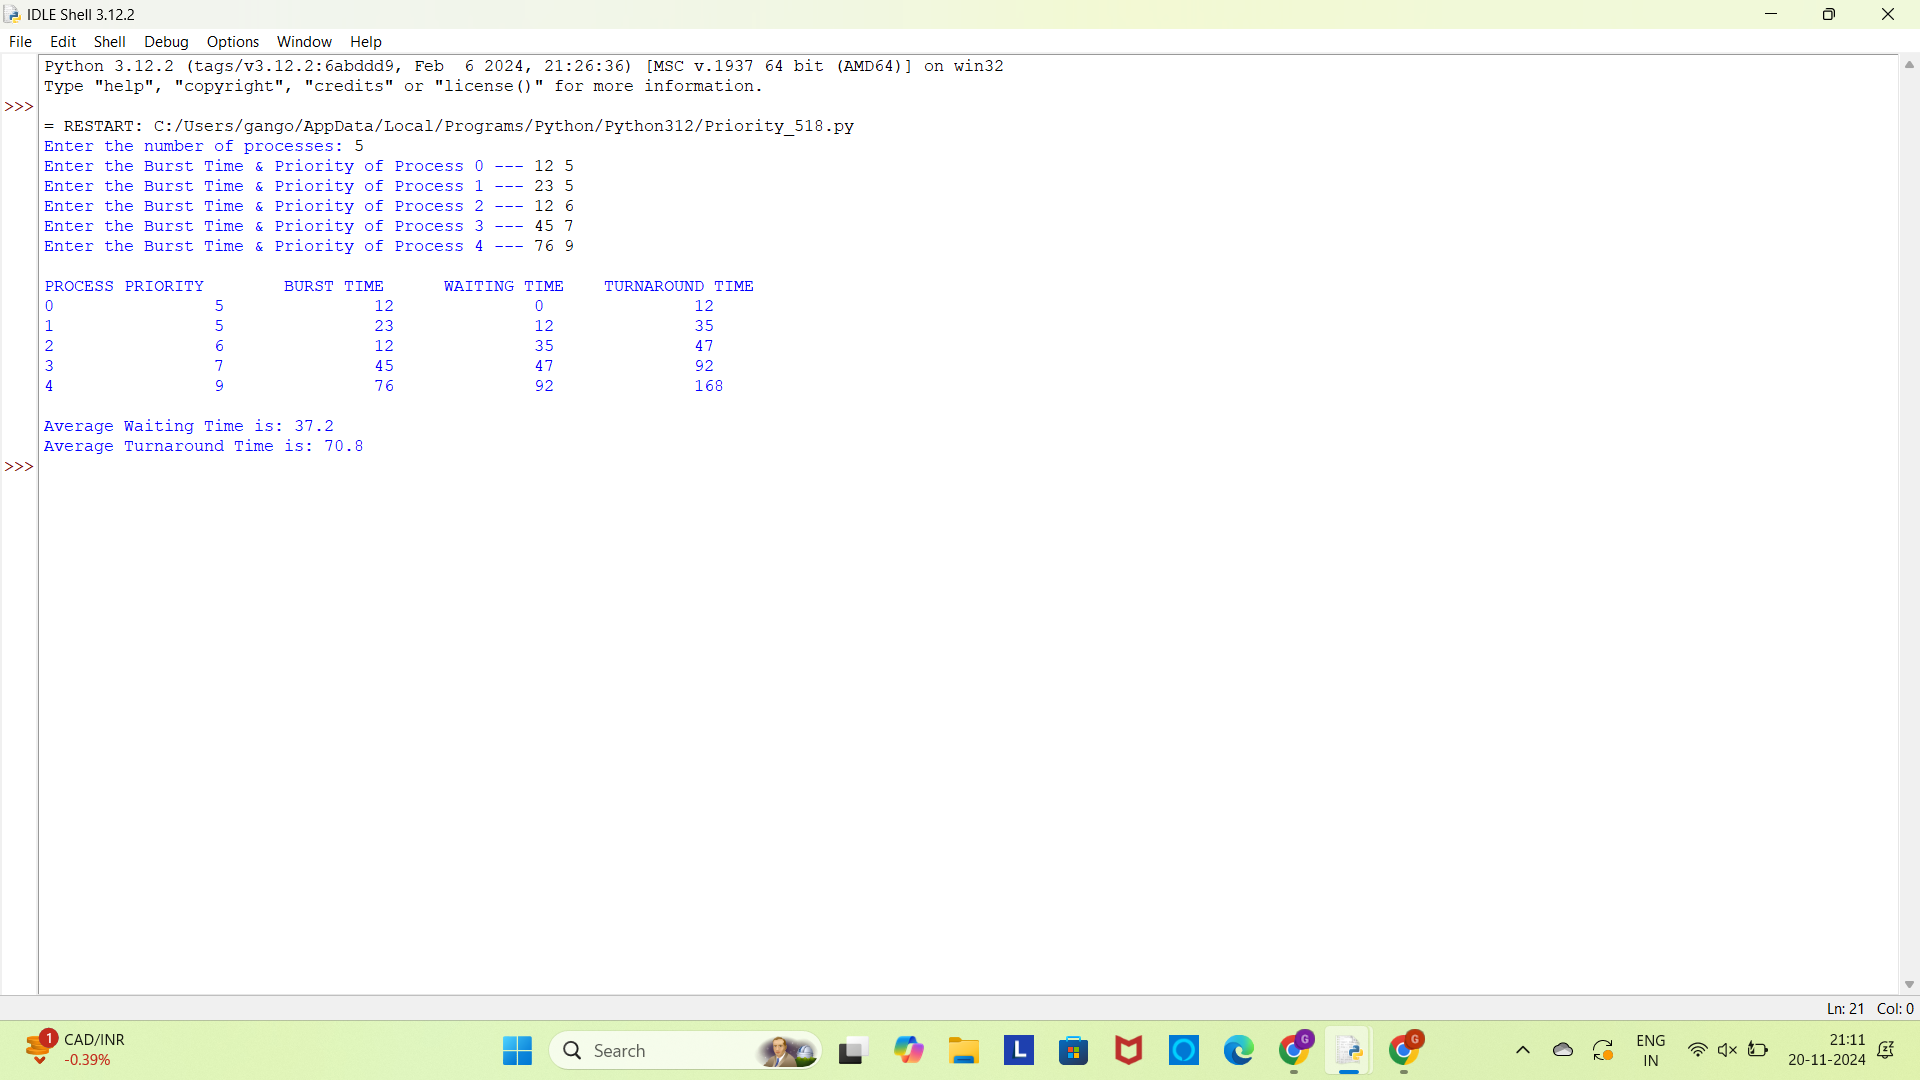 IDLE Shell 3.12.2
File Edit Shell Debug Options Window Help
Python 3.12.2 (tags/v3.12.2:6abddd9, Feb  6 2024, 21:26:36) [MSC v.1937 64 bit (AMD64)] on win32
Type "help", "copyright", "credits" or "license()" for more information.
>>>
= RESTART: C:/Users/gango/AppData/Local/Programs/Python/Python312/Priority_518.py
Enter the number of processes: 5
Enter the Burst Time & Priority of Process 0 --- 12 5
Enter the Burst Time & Priority of Process 1 --- 23 5
Enter the Burst Time & Priority of Process 2 --- 12 6
Enter the Burst Time & Priority of Process 3 --- 45 7
Enter the Burst Time & Priority of Process 4 --- 76 9
PROCESS PRIORITY BURST TIME WAITING TIME TURNAROUND TIME
0 5 12 0 12
1 5 23 12 35
2 6 12 35 47
3 7 45 47 92
4 9 76 92 168
Average Waiting Time is: 37.2
Average Turnaround Time is: 70.8
>>>
Ln: 21 Col: 0
1 CAD/INR
-0.39%
Search
L
G
G
ENG
IN
21:11
20-11-2024